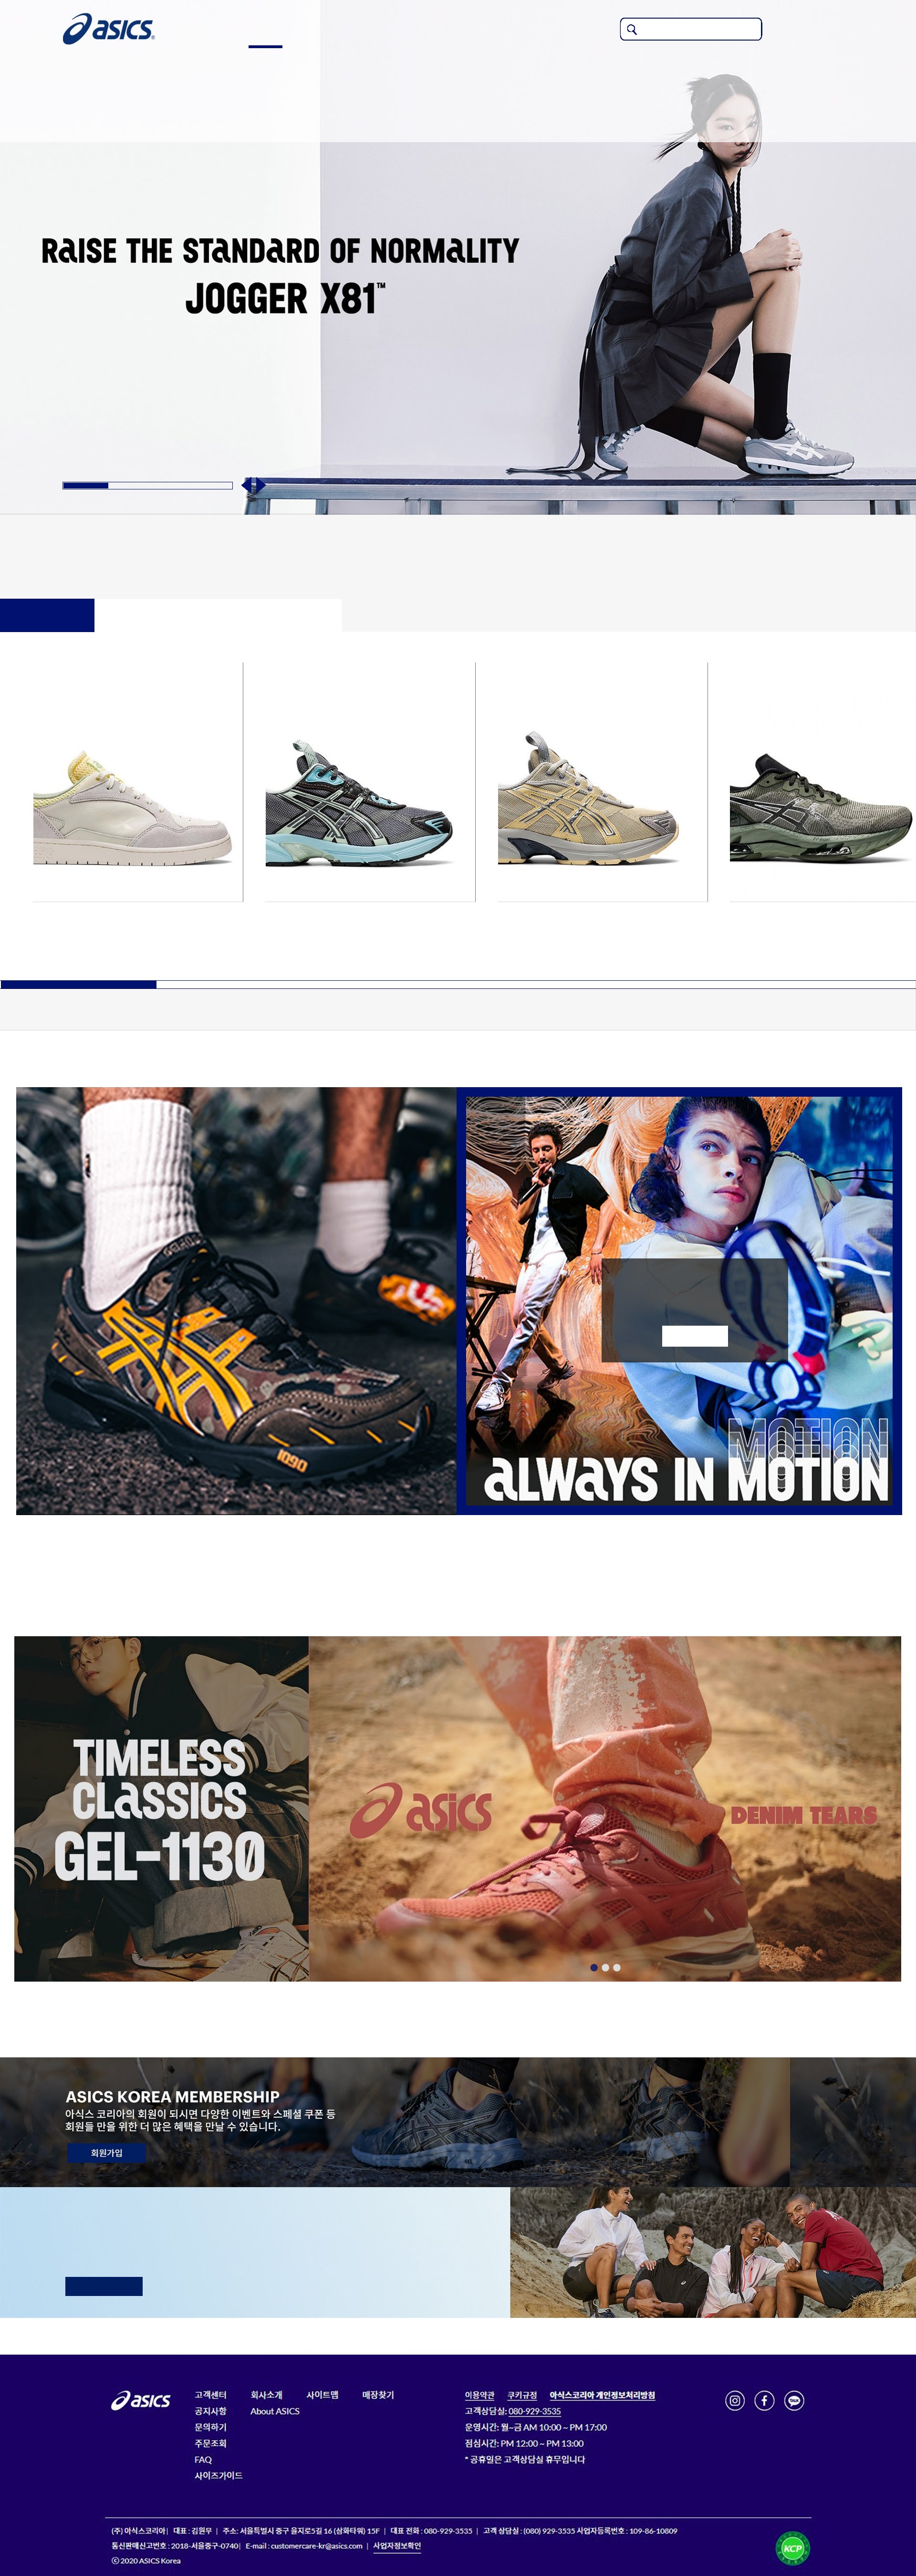 asics
RAISE THE STANDARD OF NORMALITY
JOGGER X81™
1090
MOTION
ALWAYS IN MOTION
TIMELESS
CLASSICS
GEL-1130
asics
DENIM TEARS
ASICS KOREA MEMBERSHIP
아식스 코리아의 회원이 되시면 다양한 이벤트와 스페셜 쿠폰 등
회원들 만을 위한 더 많은 혜택을 만날 수 있습니다.
회원가입
asics
고객센터 회사소개 사이트맵 매장찾기
공지사항 About ASICS
문의하기
주문조회
FAQ
사이즈가이드
이용약관 쿠키규정 아식스코리아 개인정보처리방침
고객상담실: 080-929-3535
운영시간: 월~금 AM 10:00 ~ PM 17:00
점심시간: PM 12:00 ~ PM 13:00
* 공휴일은 고객상담실 휴무입니다
(주) 아식스코리아 | 대표 : 김원무 | 주소: 서울특별시 중구 을지로5길 16 (삼화타워) 15F | 대표 전화 : 080-929-3535 | 고객 상담실 : (080) 929-3535 사업자등록번호 : 109-86-10809
통신판매신고번호 : 2018-서울중구-0740 | E-mail : customercare-kr@asics.com | 사업자정보확인
ⓒ 2020 ASICS Korea
KCP